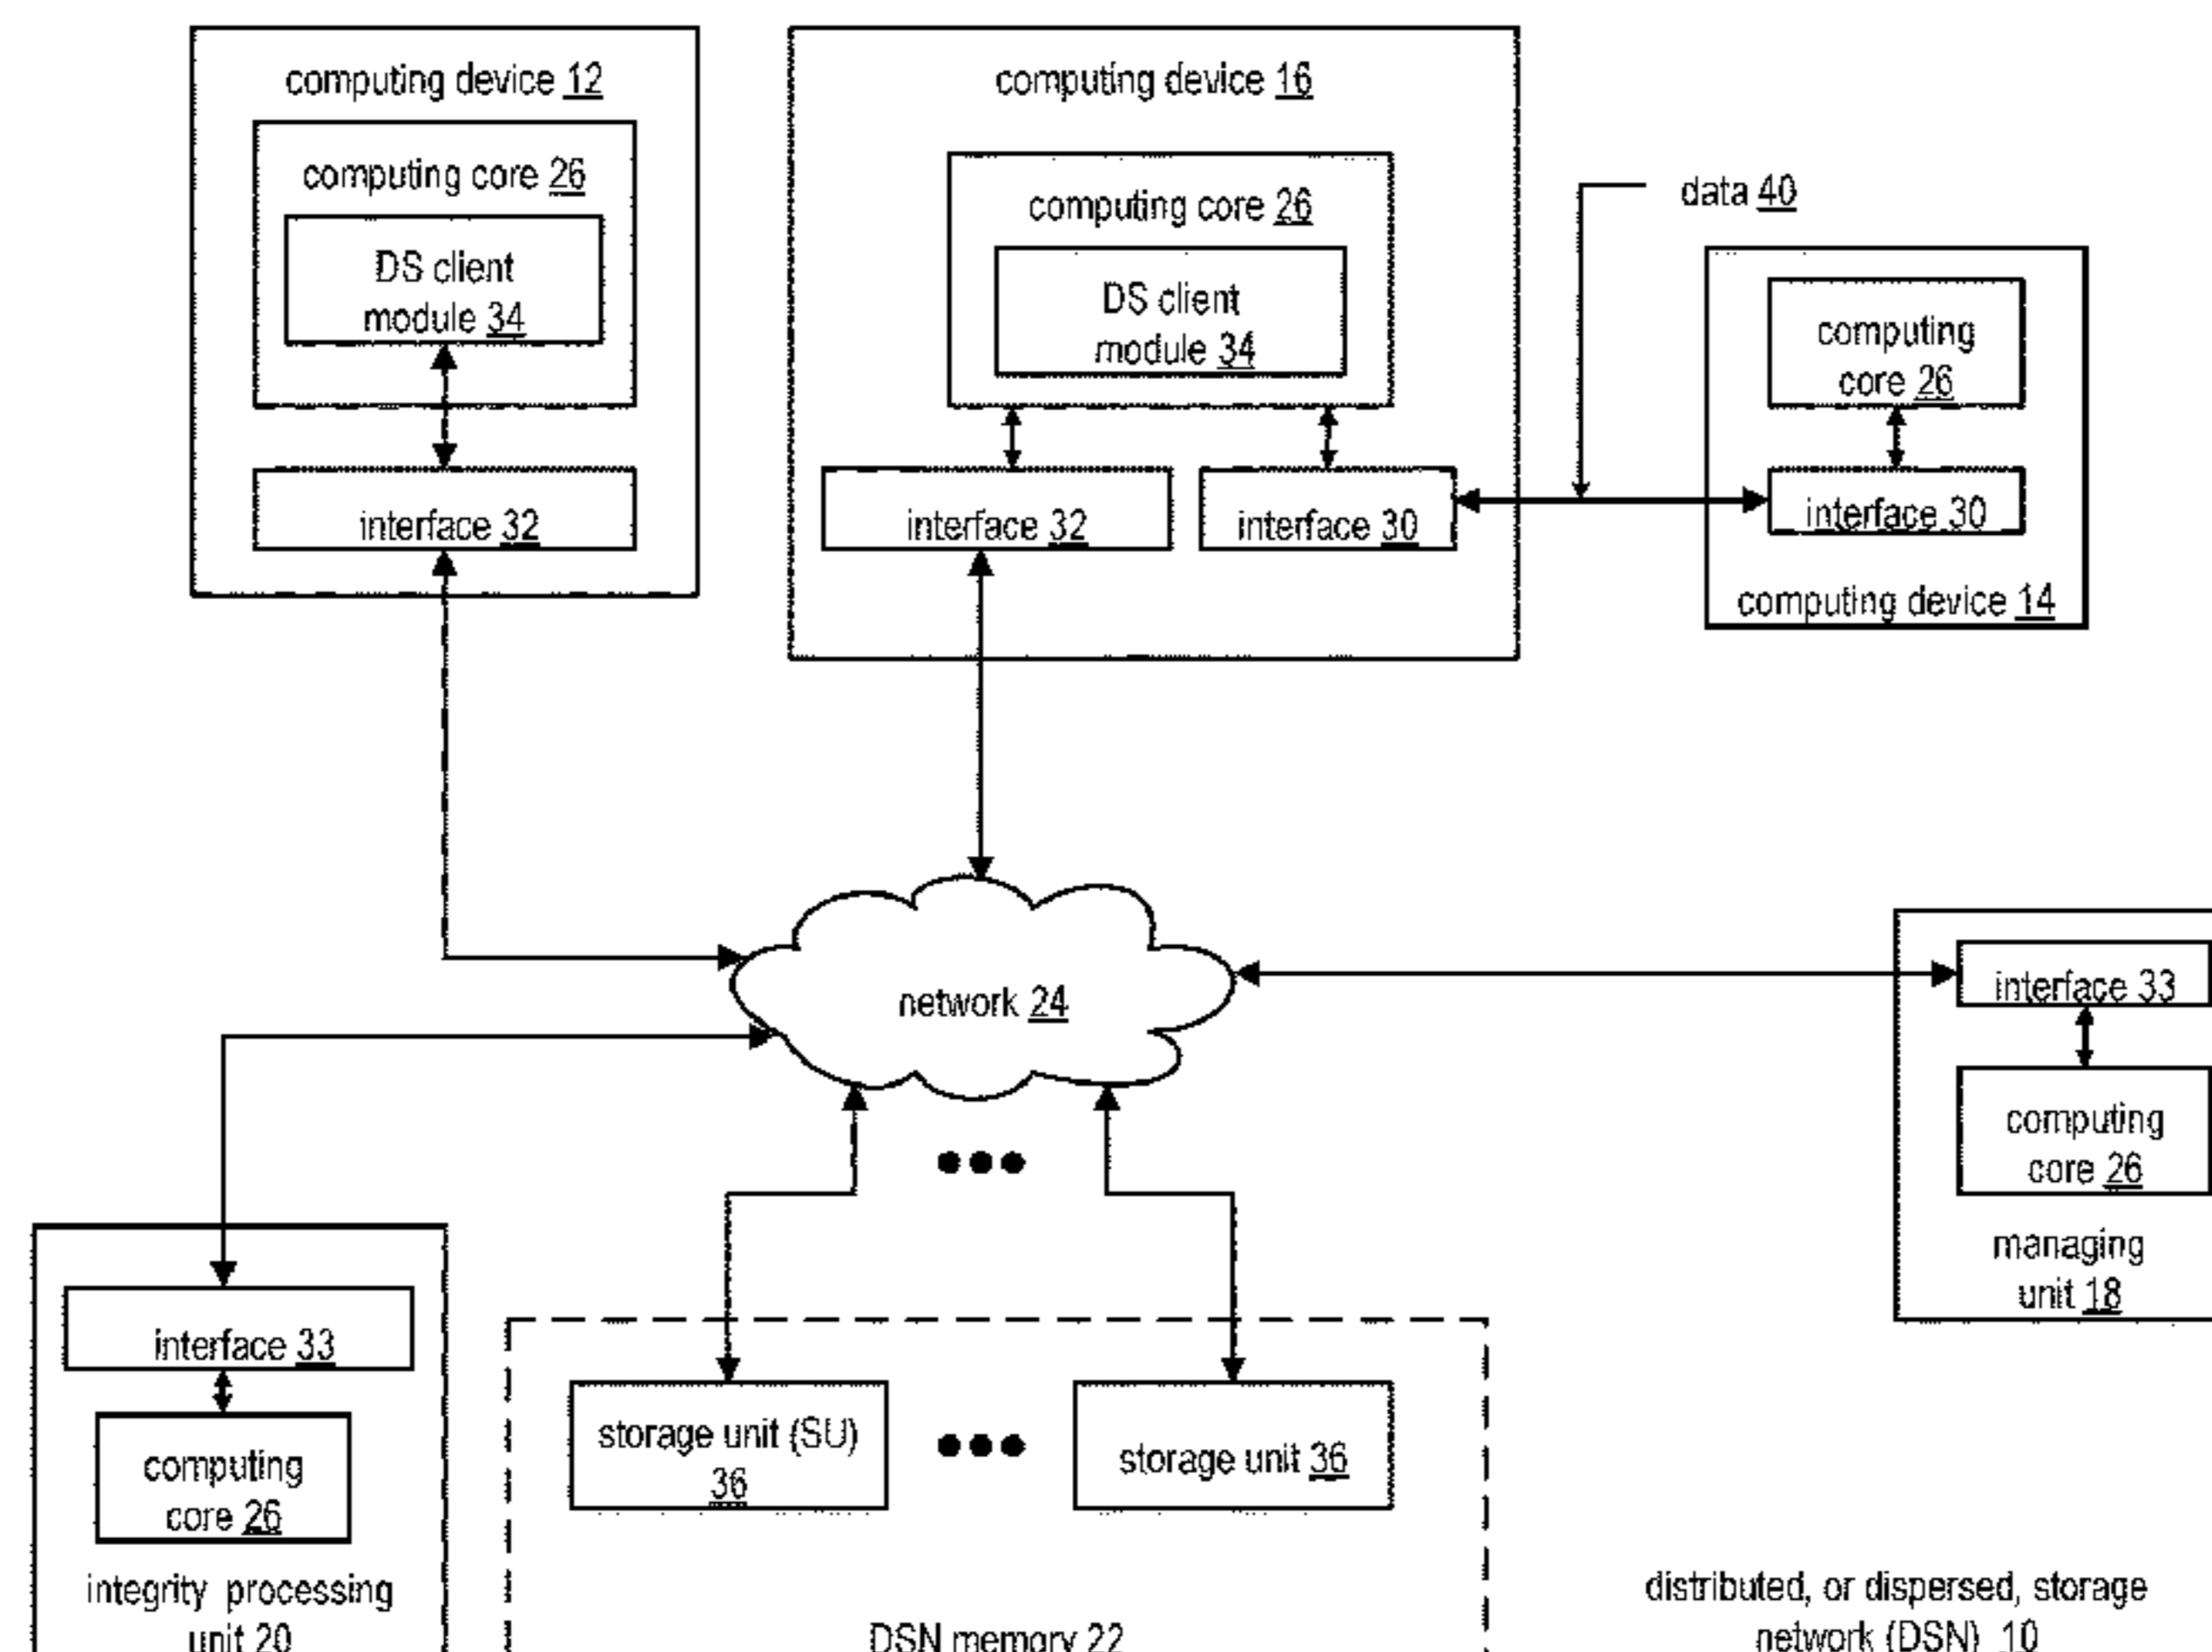 computing device 12
computing core 26
DS client
module 34
interface 32
computing device 16
computing core 26
DS client
module 34
interface 32
interface 30
data 40
computing
core 26
interface 30
computing device 14
network 24
interface 33
computing
core 26
managing
unit 18
interface 33
computing
core 26
integrity processing
unit 20
storage unit (SU)
36
storage unit 36
DSN memory 22
distributed, or dispersed, storage
network (DSN) 10